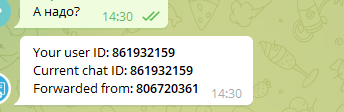 А надо?
14:30
Your user ID: 861932159
Current chat ID: 861932159
Forwarded from: 806720361
14:30